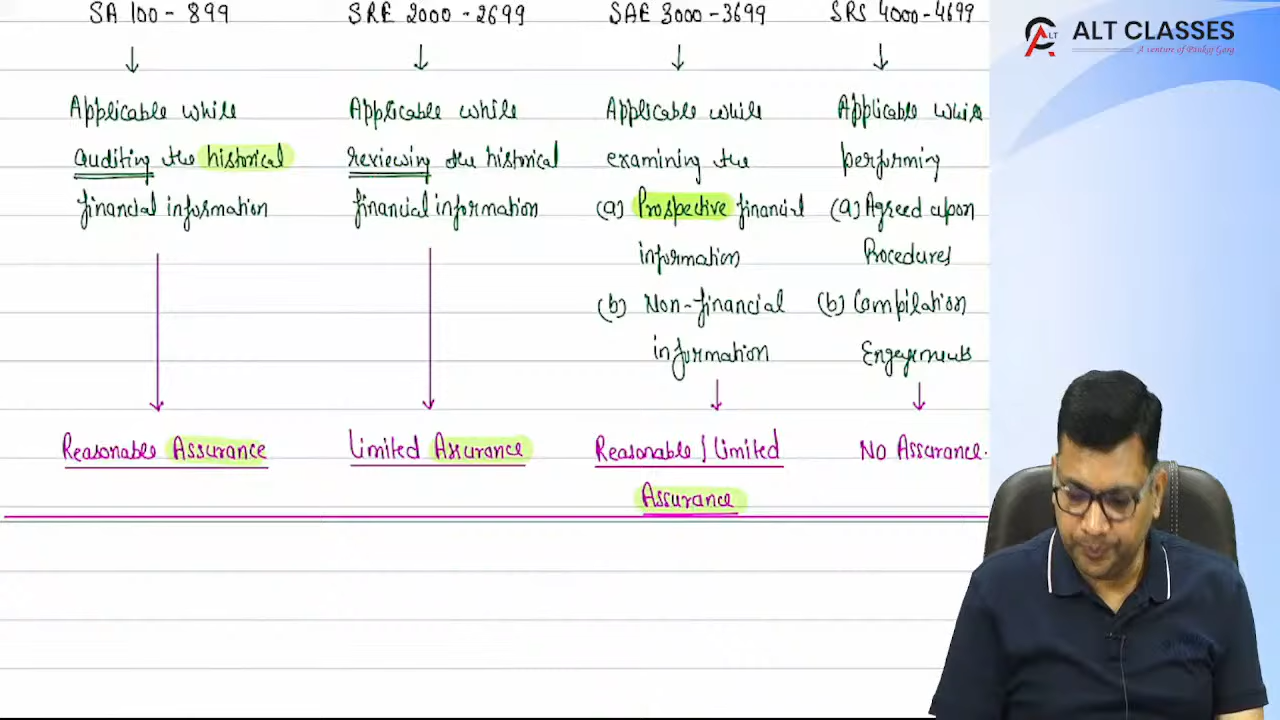 SA 100 - 899
SRE 2000 - 2699
SAE 3000 - 3699
SRS 4000 - 4699
Applicable while
auditing the historical
financial information
Reasonable Assurance
Applicable while
reviewing the historical
financial information
Limited Assurance
Applicable while
examining the
(a) Prospective financial
information
(b) Non-financial
information
Reasonable / Limited
Assurance
Applicable while
performing
(a) Agreed upon
Procedures
(b) Compilation
Engagements
No Assurance.
ALT
ALT CLASSES
A venture of Pankaj Garg